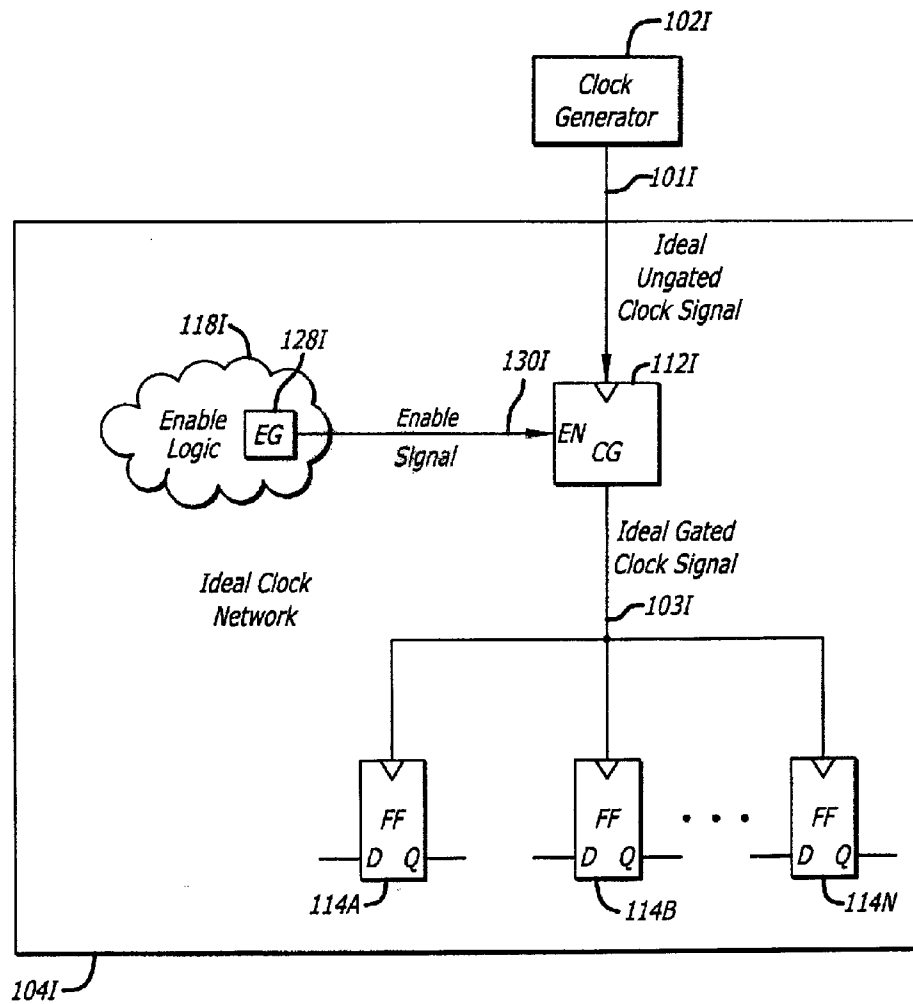 102I
Clock
Generator
101I
Ideal
Ungated
Clock Signal
118I
128I
130I
112I
Enable
Logic
EG
Enable
Signal
EN
CG
Ideal Gated
Clock Signal
Ideal Clock
Network
103I
FF
D Q
FF
D Q
• • •
FF
D Q
114A
114B
114N
104I